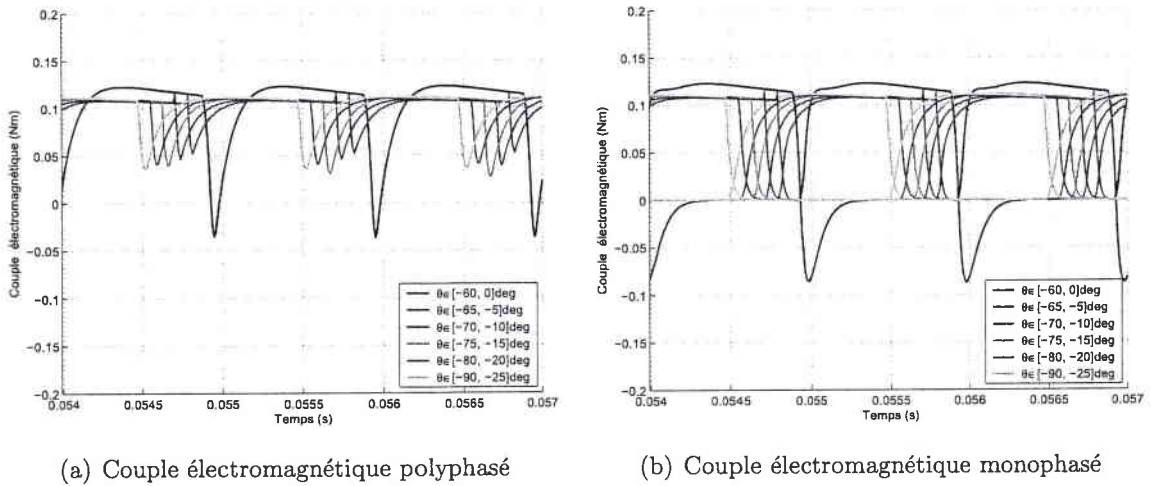 0.2
0.15
0.1
0.05
0
-0.05
-0.1
-0.15
-0.2
Couple électromagnétique (Nm)
0.054
0.0545
0.055
0.0555
0.056
0.0565
0.057
Temps (s)
θ∈[-60, 0]deg
θ∈[-65, -5]deg
θ∈[-70, -10]deg
θ∈[-75, -15]deg
θ∈[-80, -20]deg
θ∈[-90, -25]deg
(a) Couple électromagnétique polyphasé
0.2
0.15
0.1
0.05
0
-0.05
-0.1
-0.15
-0.2
Couple électromagnétique (Nm)
0.054
0.0545
0.055
0.0555
0.056
0.0565
0.057
Temps (s)
θ∈[-60, 0]deg
θ∈[-65, -5]deg
θ∈[-70, -10]deg
θ∈[-75, -15]deg
θ∈[-80, -20]deg
θ∈[-90, -25]deg
(b) Couple électromagnétique monophasé